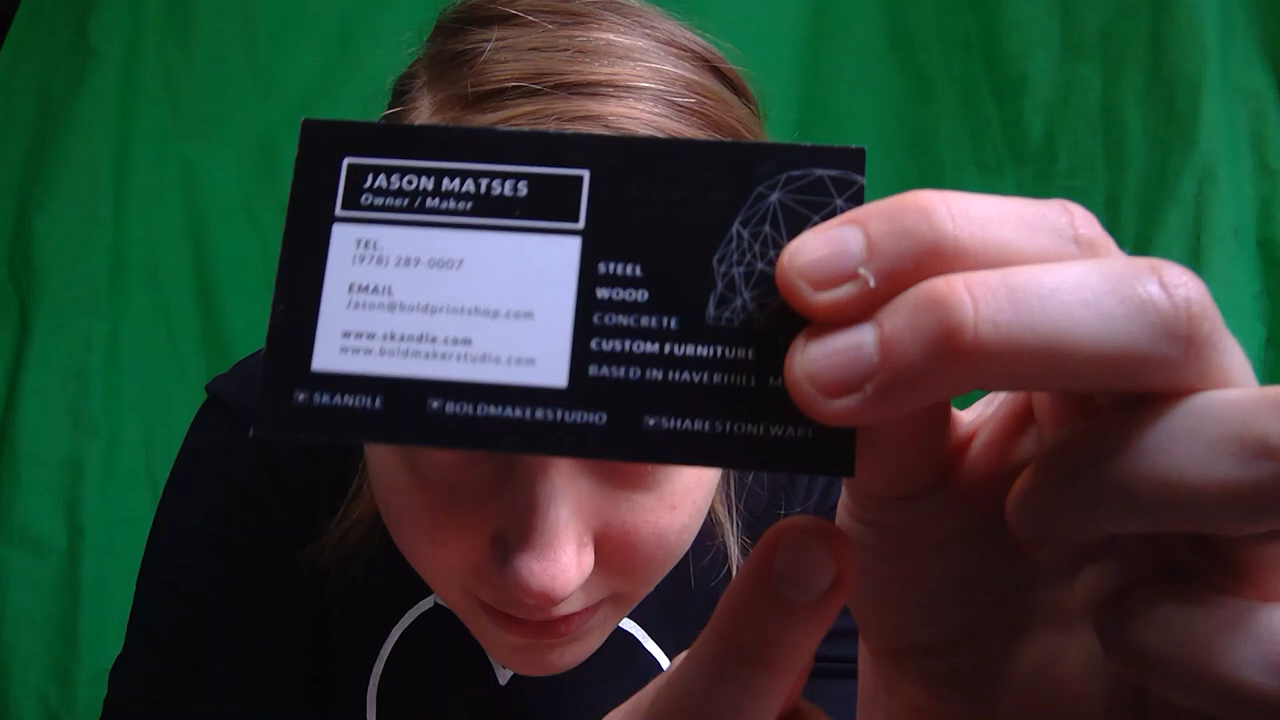 JASON MATSES
Owner / Maker
TEL.
(978) 289-0007
EMAIL
jason@boldprintshop.com
www.skandle.com
www.boldmakerstudio.com
STEEL
WOOD
CONCRETE
CUSTOM FURNITURE
BASED IN HAVERHILL, M
SKANDLE
BOLDMAKERSTUDIO
SHARESTONEWARE